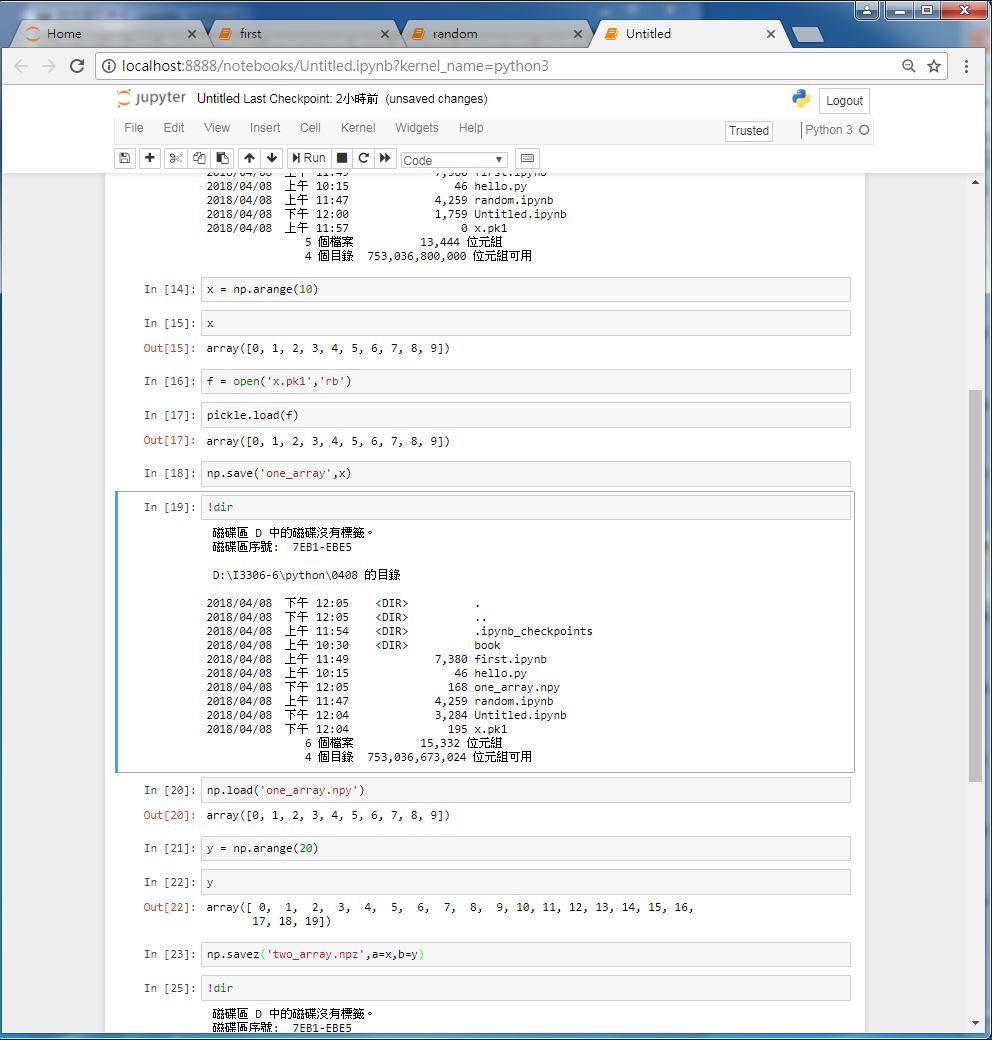 Home
first
random
Untitled
localhost:8888/notebooks/Untitled.ipynb?kernel_name=python3
jupyter Untitled Last Checkpoint: 2小時前 (unsaved changes)
Logout
File Edit View Insert Cell Kernel Widgets Help
Trusted
Python 3
Run
Code
2018/04/08 上午 11:49 7,380 first.ipynb
2018/04/08 上午 10:15 46 hello.py
2018/04/08 上午 11:47 4,259 random.ipynb
2018/04/08 下午 12:00 1,759 Untitled.ipynb
2018/04/08 上午 11:57 0 x.pk1
5 個檔案 13,444 位元組
4 個目錄 753,036,800,000 位元組可用
In [14]: x = np.arange(10)
In [15]: x
Out[15]: array([0, 1, 2, 3, 4, 5, 6, 7, 8, 9])
In [16]: f = open('x.pk1','rb')
In [17]: pickle.load(f)
Out[17]: array([0, 1, 2, 3, 4, 5, 6, 7, 8, 9])
In [18]: np.save('one_array',x)
In [19]: !dir
磁碟區 D 中的磁碟沒有標籤。
磁碟區序號: 7EB1-EBE5
D:\I3306-6\python\0408 的目錄
2018/04/08 下午 12:05 <DIR> .
2018/04/08 下午 12:05 <DIR> ..
2018/04/08 上午 11:54 <DIR> .ipynb_checkpoints
2018/04/08 上午 10:30 <DIR> book
2018/04/08 上午 11:49 7,380 first.ipynb
2018/04/08 上午 10:15 46 hello.py
2018/04/08 下午 12:05 168 one_array.npy
2018/04/08 上午 11:47 4,259 random.ipynb
2018/04/08 下午 12:04 3,284 Untitled.ipynb
2018/04/08 下午 12:04 195 x.pk1
6 個檔案 15,332 位元組
4 個目錄 753,036,673,024 位元組可用
In [20]: np.load('one_array.npy')
Out[20]: array([0, 1, 2, 3, 4, 5, 6, 7, 8, 9])
In [21]: y = np.arange(20)
In [22]: y
Out[22]: array([ 0, 1, 2, 3, 4, 5, 6, 7, 8, 9, 10, 11, 12, 13, 14, 15, 16,
17, 18, 19])
In [23]: np.savez('two_array.npz',a=x,b=y)
In [25]: !dir
磁碟區 D 中的磁碟沒有標籤。
磁碟區序號: 7EB1-EBE5